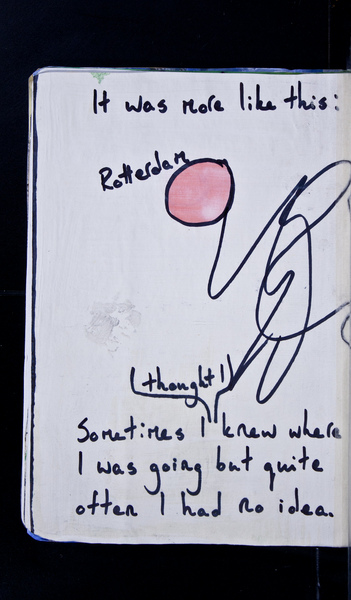 It was more like this:
Rotterdam
(thought I)
Sometimes I knew where
I was going but quite
often I had no idea.